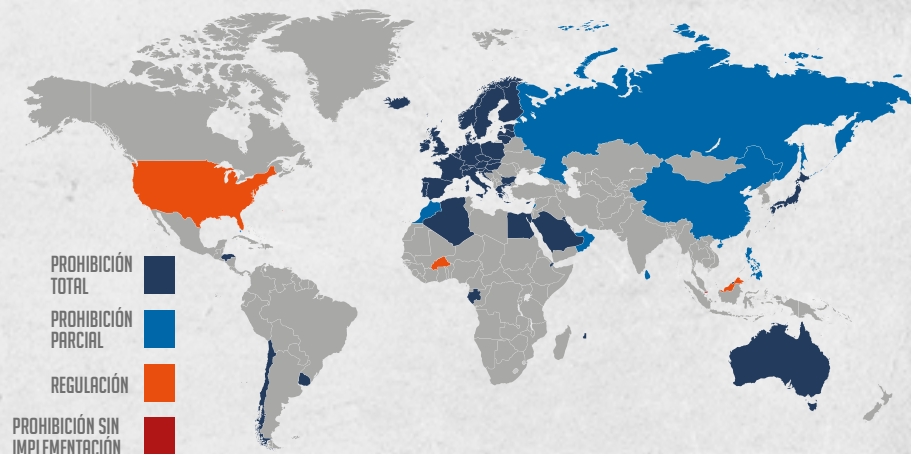 PROHIBICIÓN
TOTAL
PROHIBICIÓN
PARCIAL
REGULACIÓN
PROHIBICIÓN SIN
IMPLEMENTACIÓN